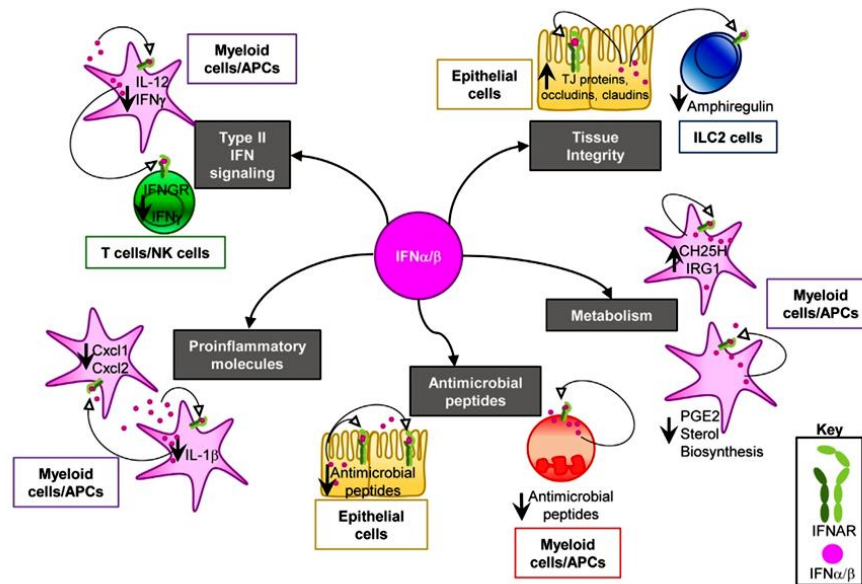 Myeloid
cells/APCs
IL-12
IFNγ
Type II
IFN
signaling
IFNGR
IFNγ
T cells/NK cells
Epithelial
cells
TJ proteins,
occludins, claudins
Amphiregulin
ILC2 cells
Tissue
Integrity
IFNα/β
CH25H
IRG1
Myeloid
cells/APCs
Metabolism
PGE2
Sterol
Biosynthesis
Proinflammatory
molecules
Cxcl1
Cxcl2
IL-1β
Myeloid
cells/APCs
Antimicrobial
peptides
Antimicrobial
peptides
Epithelial
cells
Antimicrobial
peptides
Myeloid
cells/APCs
Key
IFNAR
IFNα/β